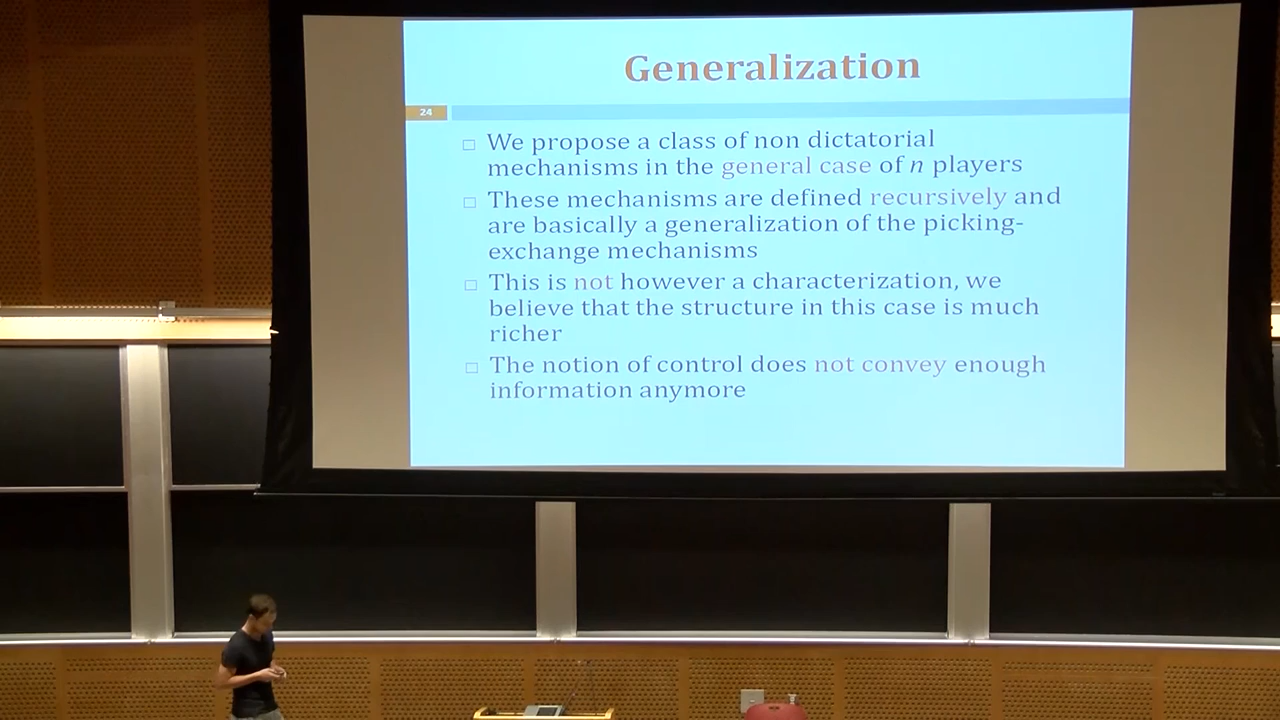 Generalization
24
□ We propose a class of non dictatorial
mechanisms in the general case of n players
□ These mechanisms are defined recursively and
are basically a generalization of the picking-
exchange mechanisms
□ This is not however a characterization, we
believe that the structure in this case is much
richer
□ The notion of control does not convey enough
information anymore